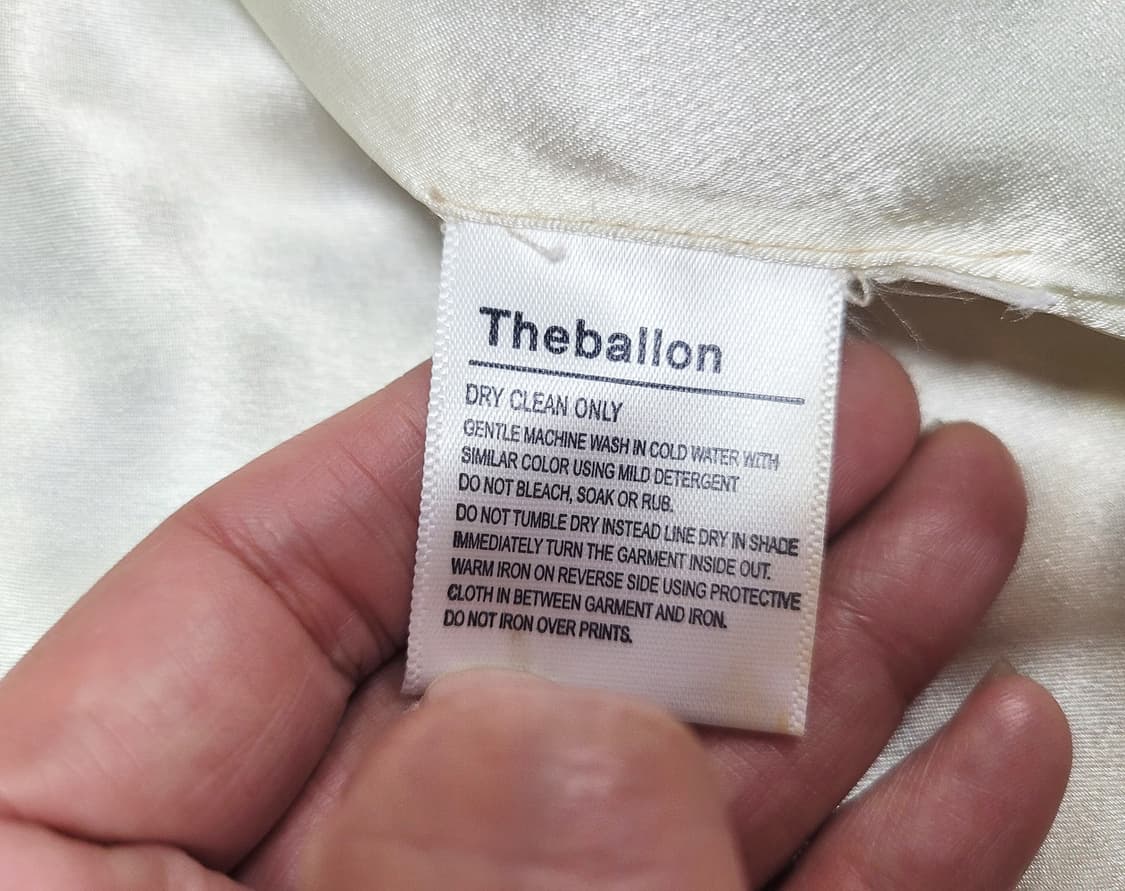 Theballon
DRY CLEAN ONLY
GENTLE MACHINE WASH IN COLD WATER WITH
SIMILAR COLOR USING MILD DETERGENT
DO NOT BLEACH, SOAK OR RUB.
DO NOT TUMBLE DRY INSTEAD LINE DRY IN SHADE
IMMEDIATELY TURN THE GARMENT INSIDE OUT.
WARM IRON ON REVERSE SIDE USING PROTECTIVE
CLOTH IN BETWEEN GARMENT AND IRON.
DO NOT IRON OVER PRINTS.